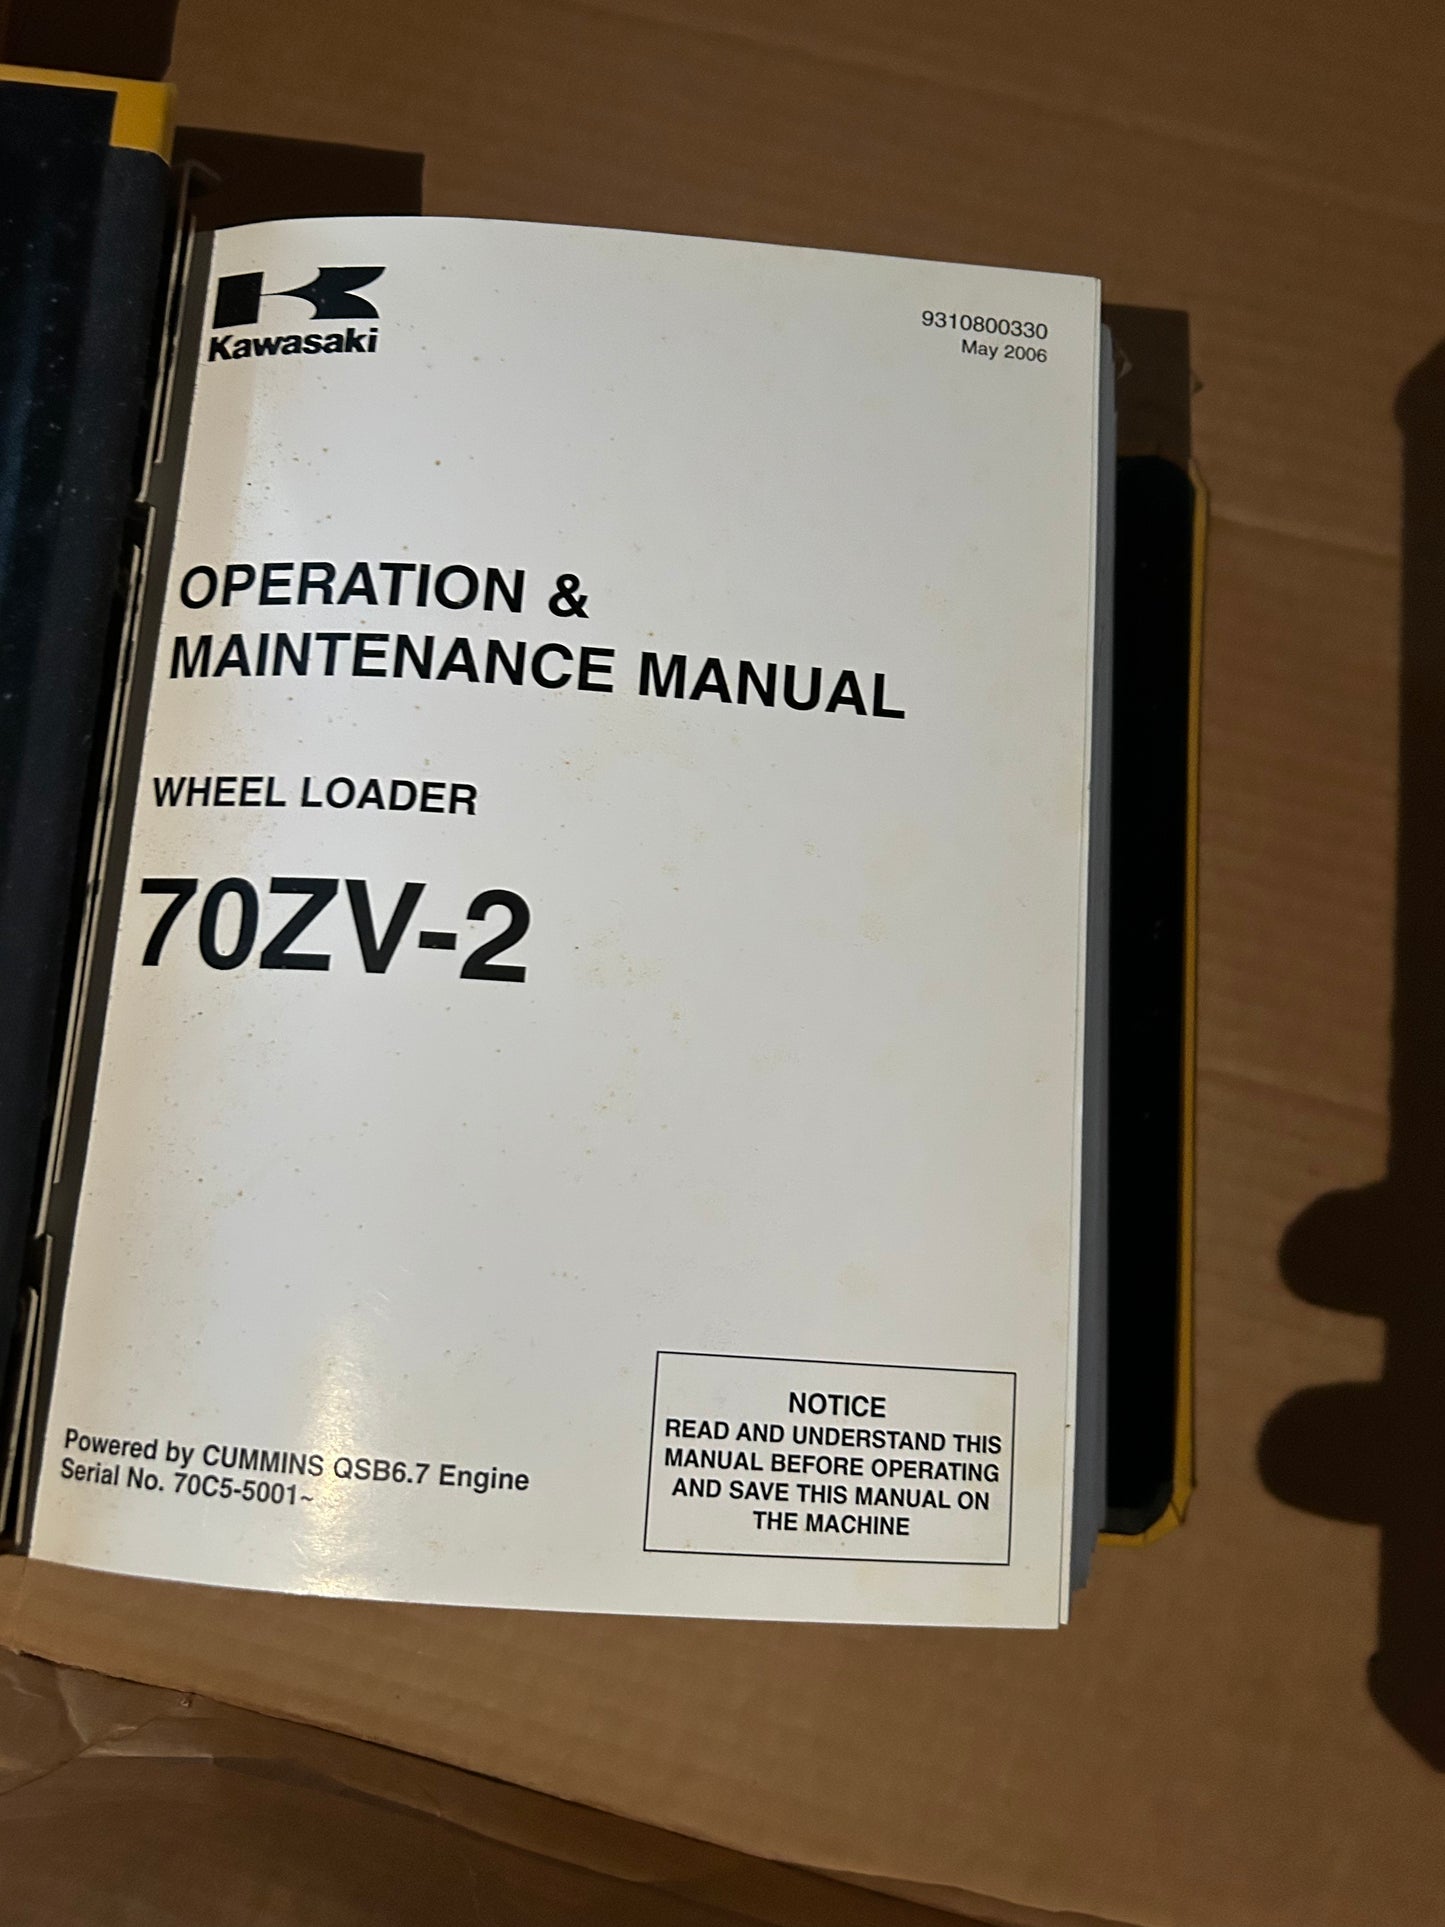 Kawasaki
9310800330
May 2006
OPERATION &
MAINTENANCE MANUAL
WHEEL LOADER
70ZV-2
Powered by CUMMINS QSB6.7 Engine
Serial No. 70C5-5001~
NOTICE
READ AND UNDERSTAND THIS
MANUAL BEFORE OPERATING
AND SAVE THIS MANUAL ON
THE MACHINE